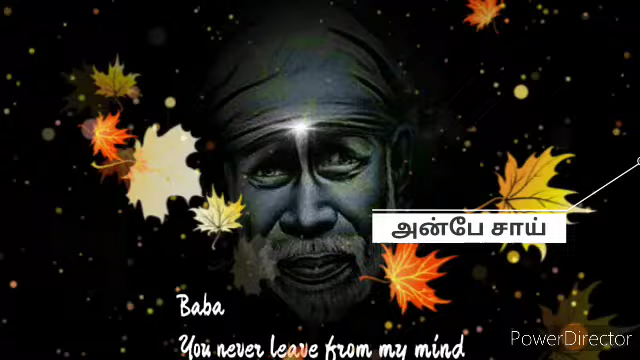 அன்பே சாய்
Baba
You never leave from my mind
PowerDirector